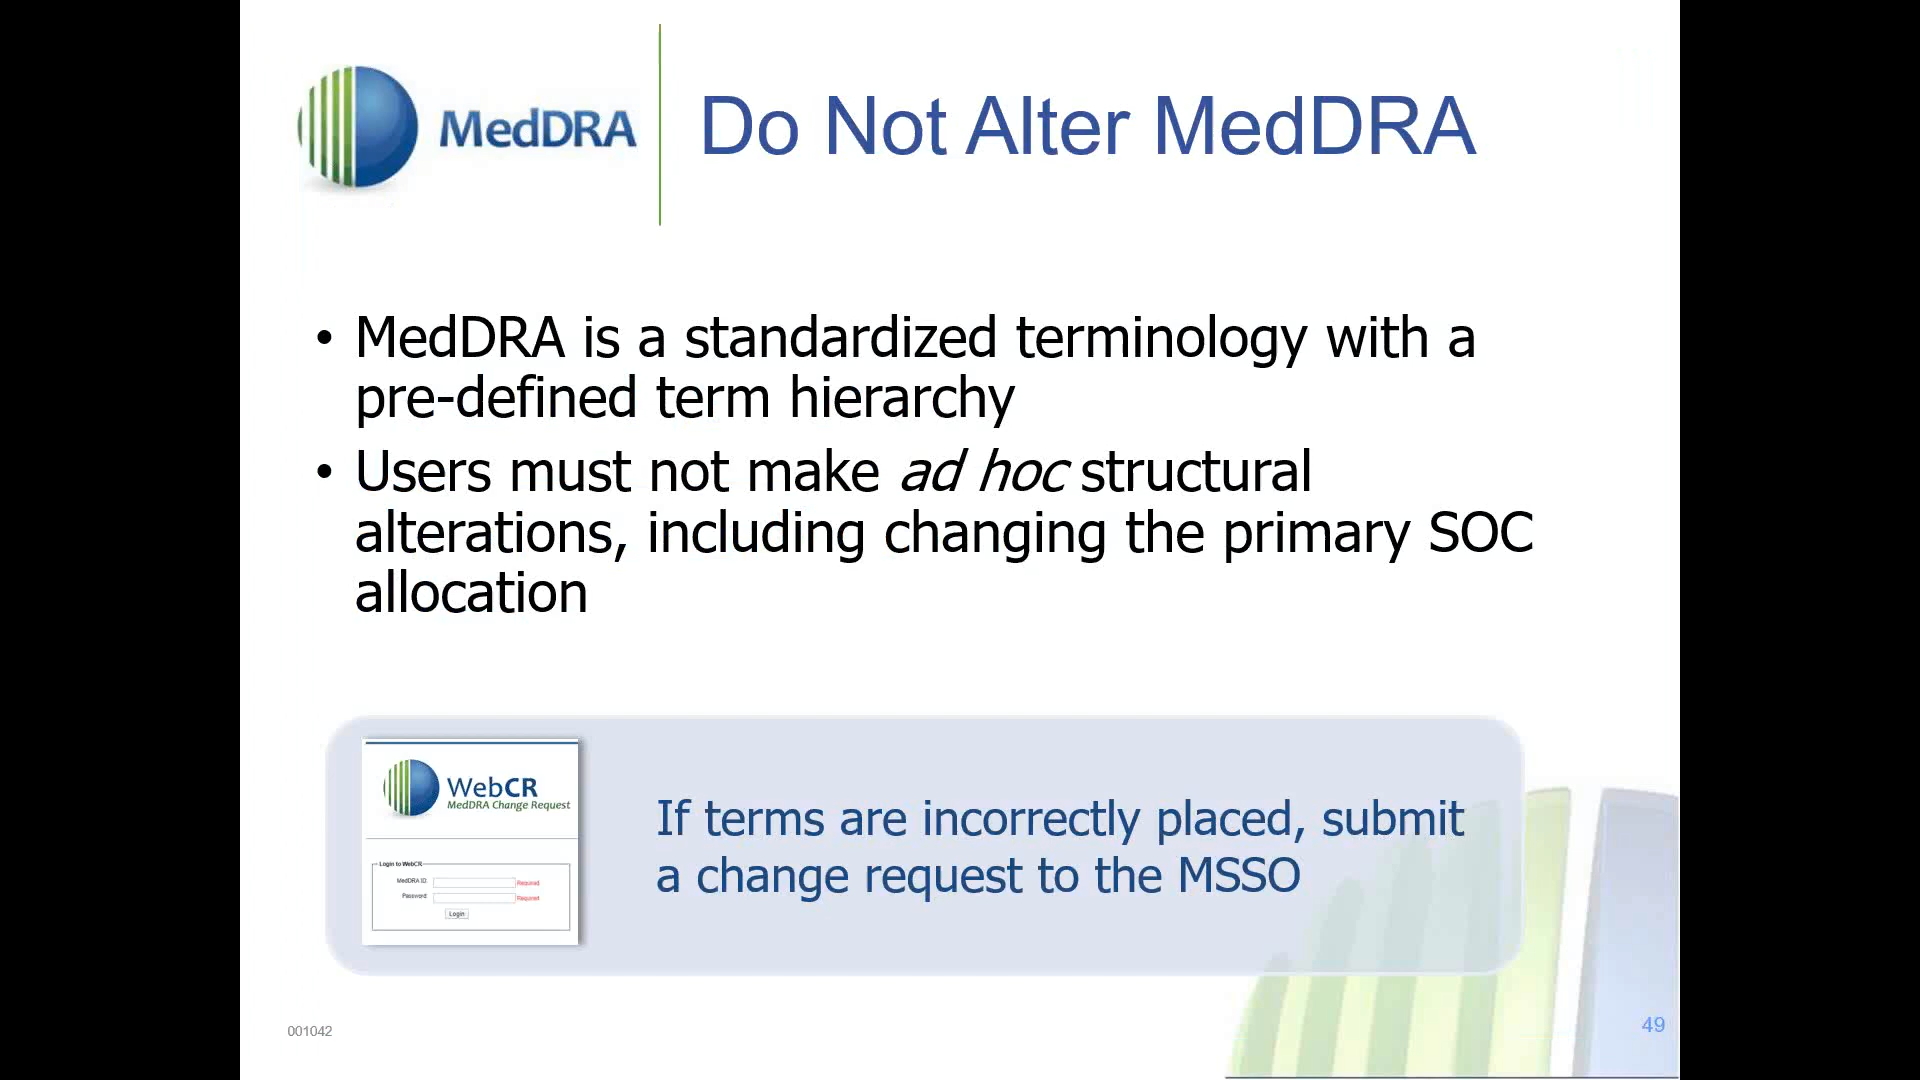 MedDRA
Do Not Alter MedDRA
• MedDRA is a standardized terminology with a
pre-defined term hierarchy
• Users must not make ad hoc structural
alterations, including changing the primary SOC
allocation
WebCR
MedDRA Change Request
Login to WebCR
MedDRA ID Required
Password Required
Login
If terms are incorrectly placed, submit
a change request to the MSSO
001042
49